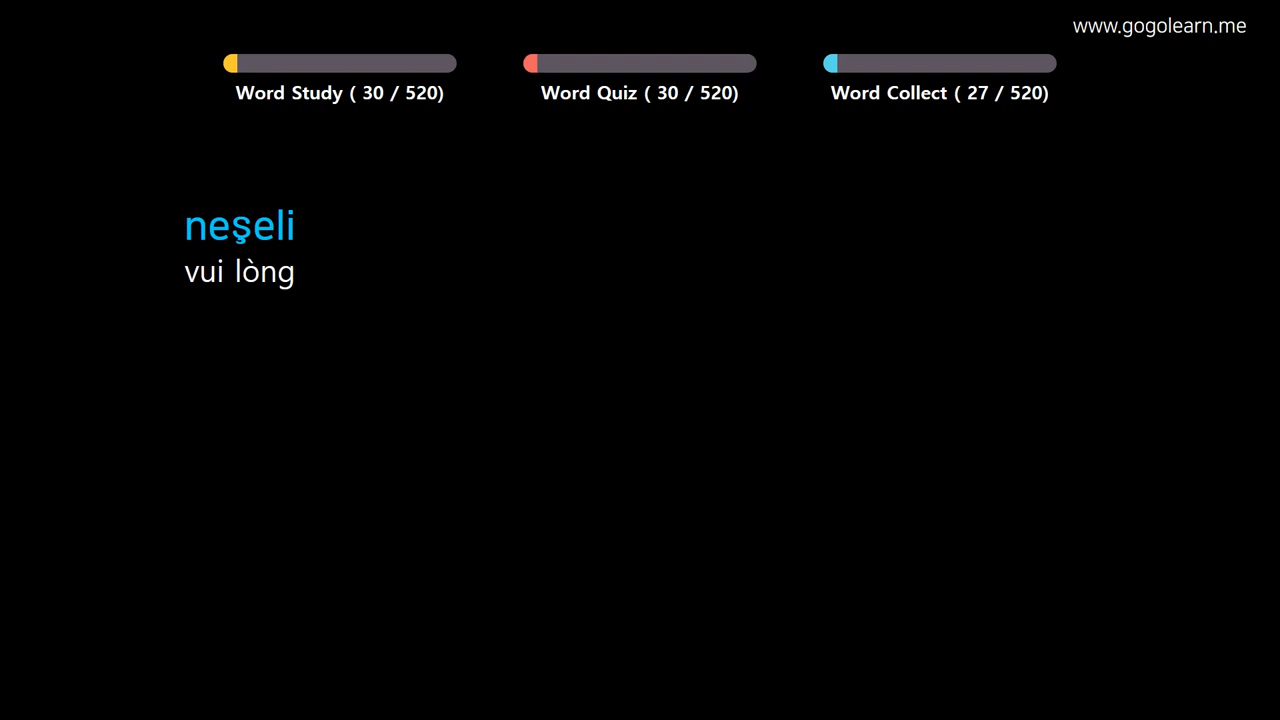 www.gogolearn.me
Word Study ( 30 / 520)
Word Quiz ( 30 / 520)
Word Collect ( 27 / 520)
neşeli
vui lòng